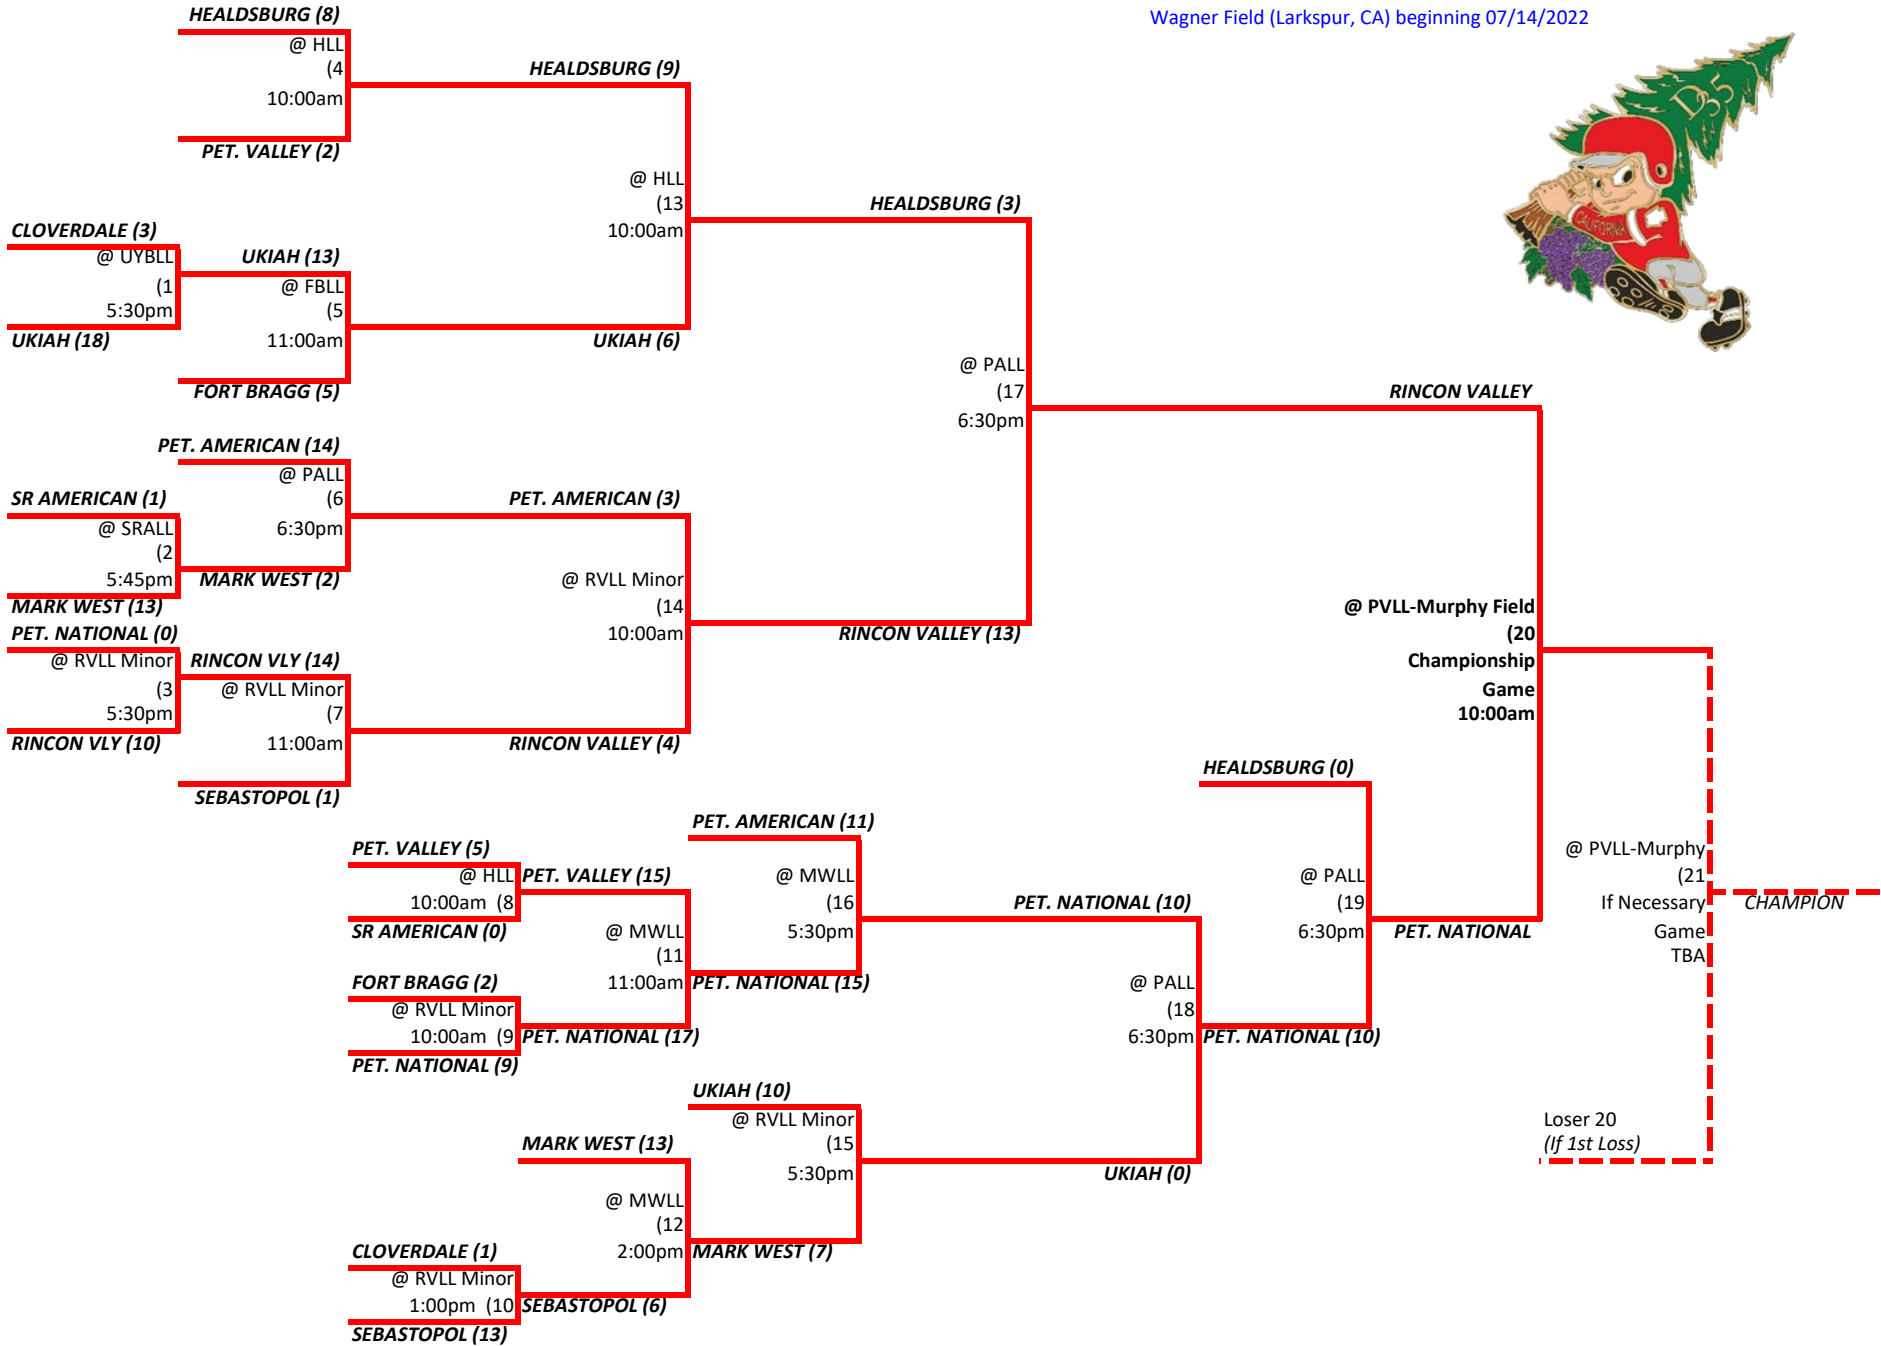 Wagner Field (Larkspur, CA) beginning 07/14/2022
HEALDSBURG (8)
@ HLL
(4
10:00am
PET. VALLEY (2)
HEALDSBURG (9)
@ HLL
(13
10:00am
CLOVERDALE (3)
@ UYBLL
(1
5:30pm
UKIAH (18)
UKIAH (13)
@ FBLL
(5
11:00am
FORT BRAGG (5)
UKIAH (6)
HEALDSBURG (3)
@ PALL
(17
6:30pm
PET. AMERICAN (14)
@ PALL
(6
6:30pm
SR AMERICAN (1)
@ SRALL
(2
5:45pm
MARK WEST (13)
MARK WEST (2)
PET. AMERICAN (3)
@ RVLL Minor
(14
10:00am
PET. NATIONAL (0)
@ RVLL Minor
(3
5:30pm
RINCON VLY (10)
RINCON VLY (14)
@ RVLL Minor
(7
11:00am
SEBASTOPOL (1)
RINCON VALLEY (4)
RINCON VALLEY (13)
RINCON VALLEY
@ PVLL-Murphy Field
(20
Championship
Game
10:00am
HEALDSBURG (0)
@ PALL
(19
6:30pm
PET. NATIONAL
PET. AMERICAN (11)
@ MWLL
(16
5:30pm
PET. NATIONAL (15)
PET. VALLEY (5)
@ HLL
10:00am (8
SR AMERICAN (0)
PET. VALLEY (15)
@ MWLL
(11
11:00am
FORT BRAGG (2)
@ RVLL Minor
10:00am (9
PET. NATIONAL (9)
PET. NATIONAL (17)
PET. NATIONAL (10)
@ PALL
(18
6:30pm
PET. NATIONAL (10)
UKIAH (10)
@ RVLL Minor
(15
5:30pm
UKIAH (0)
MARK WEST (13)
@ MWLL
(12
2:00pm
MARK WEST (7)
CLOVERDALE (1)
@ RVLL Minor
1:00pm (10
SEBASTOPOL (13)
SEBASTOPOL (6)
@ PVLL-Murphy
(21
If Necessary
Game
TBA
CHAMPION
Loser 20
(If 1st Loss)
D35
CALIFORNIA